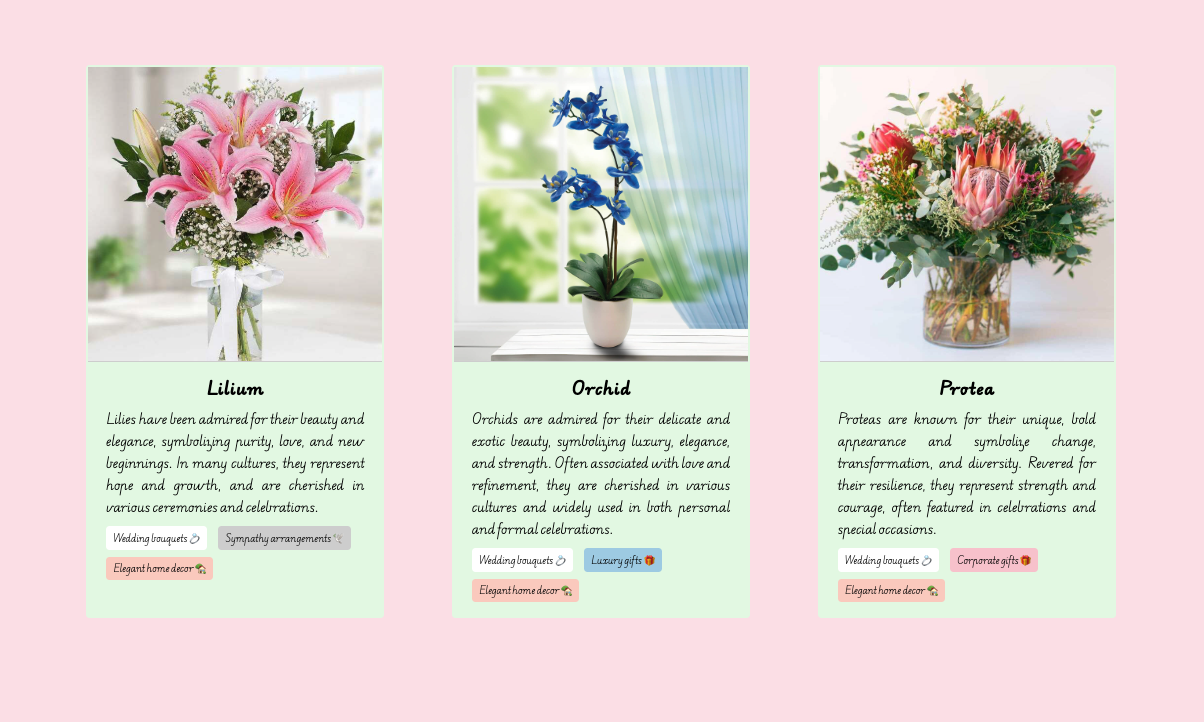 Lilium
Lilies have been admired for their beauty and
elegance, symbolizing purity, love, and new
beginnings. In many cultures, they represent
hope and growth, and are cherished in
various ceremonies and celebrations.
Wedding bouquets 💍 Sympathy arrangements 🕊️
Elegant home decor 🏡
Orchid
Orchids are admired for their delicate and
exotic beauty, symbolizing luxury, elegance,
and strength. Often associated with love and
refinement, they are cherished in various
cultures and widely used in both personal
and formal celebrations.
Wedding bouquets 💍 Luxury gifts 🎁
Elegant home decor 🏡
Protea
Proteas are known for their unique, bold
appearance and symbolize change,
transformation, and diversity. Revered for
their resilience, they represent strength and
courage, often featured in celebrations and
special occasions.
Wedding bouquets 💍 Corporate gifts 🎁
Elegant home decor 🏡